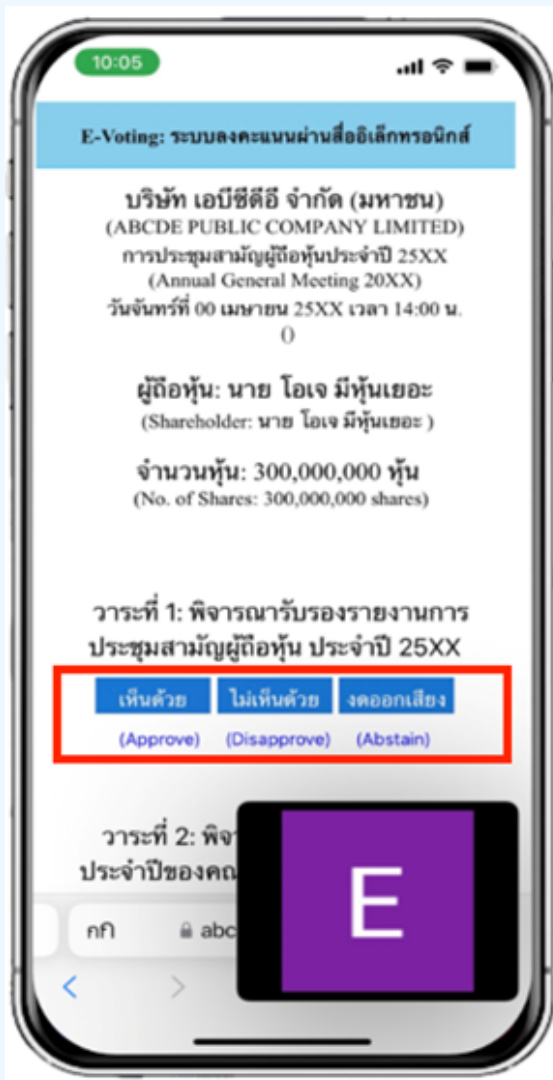 10:05
E-Voting: ระบบลงคะแนนผ่านสื่ออิเล็กทรอนิกส์
บริษัท เอบีซีดีอี จำกัด (มหาชน)
(ABCDE PUBLIC COMPANY LIMITED)
การประชุมสามัญผู้ถือหุ้นประจำปี 25XX
(Annual General Meeting 20XX)
วันจันทร์ที่ 00 เมษายน 25XX เวลา 14:00 น.
()
ผู้ถือหุ้น: นาย โอเจ มีหุ้นเยอะ
(Shareholder: นาย โอเจ มีหุ้นเยอะ )
จำนวนหุ้น: 300,000,000 หุ้น
(No. of Shares: 300,000,000 shares)
วาระที่ 1: พิจารณารับรองรายงานการ
ประชุมสามัญผู้ถือหุ้น ประจำปี 25XX
เห็นด้วย ไม่เห็นด้วย งดออกเสียง
(Approve) (Disapprove) (Abstain)
วาระที่ 2:
ประจำปีของ
abc
E